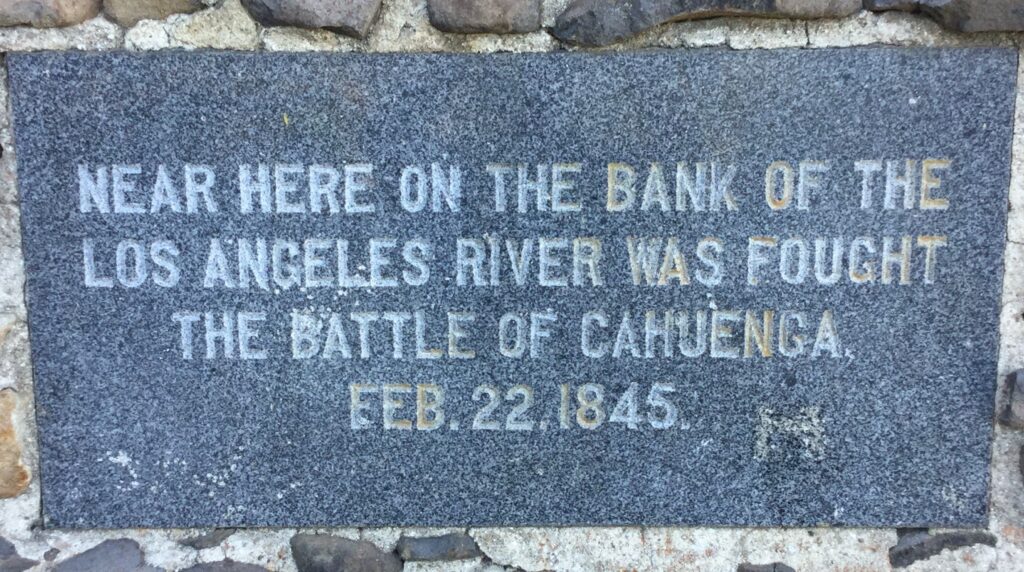 NEAR HERE ON THE BANK OF THE
LOS ANGELES RIVER WAS FOUGHT
THE BATTLE OF CAHUENGA.
FEB. 22. 1845.